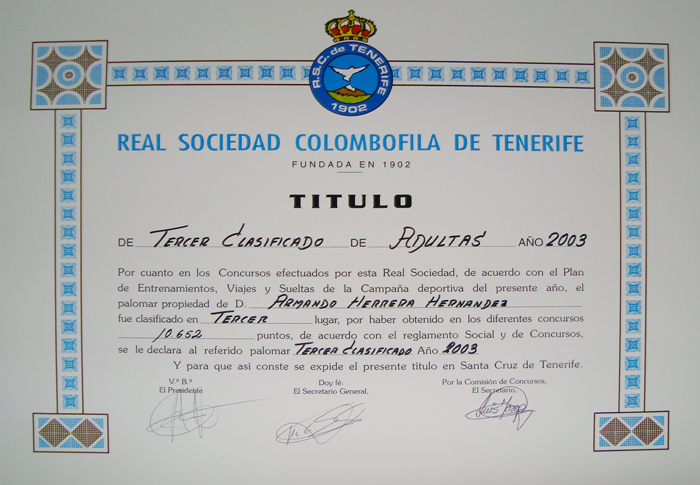 R.S.C. de TENERIFE
1902
REAL SOCIEDAD COLOMBOFILA DE TENERIFE
FUNDADA EN 1902
TITULO
DE TERCER CLASIFICADO DE ADULTAS AÑO 2003
Por cuanto en los Concursos efectuados por esta Real Sociedad, de acuerdo con el Plan
de Entrenamientos, Viajes y Sueltas de la Campaña deportiva del presente año, el
palomar propiedad de D. ARMANDO HERRERA HERNANDEZ
fue clasificado en TERCER lugar, por haber obtenido en los diferentes concursos
10.652 puntos, de acuerdo con el reglamento Social y de Concursos,
se le declara al referido palomar TERCER CLASIFICADO Año 2003
Y para que así conste se expide el presente título en Santa Cruz de Tenerife.
V.º B.º Doy fé: Por la Comisión de Concursos,
El Presidente El Secretario General, El Secretario,